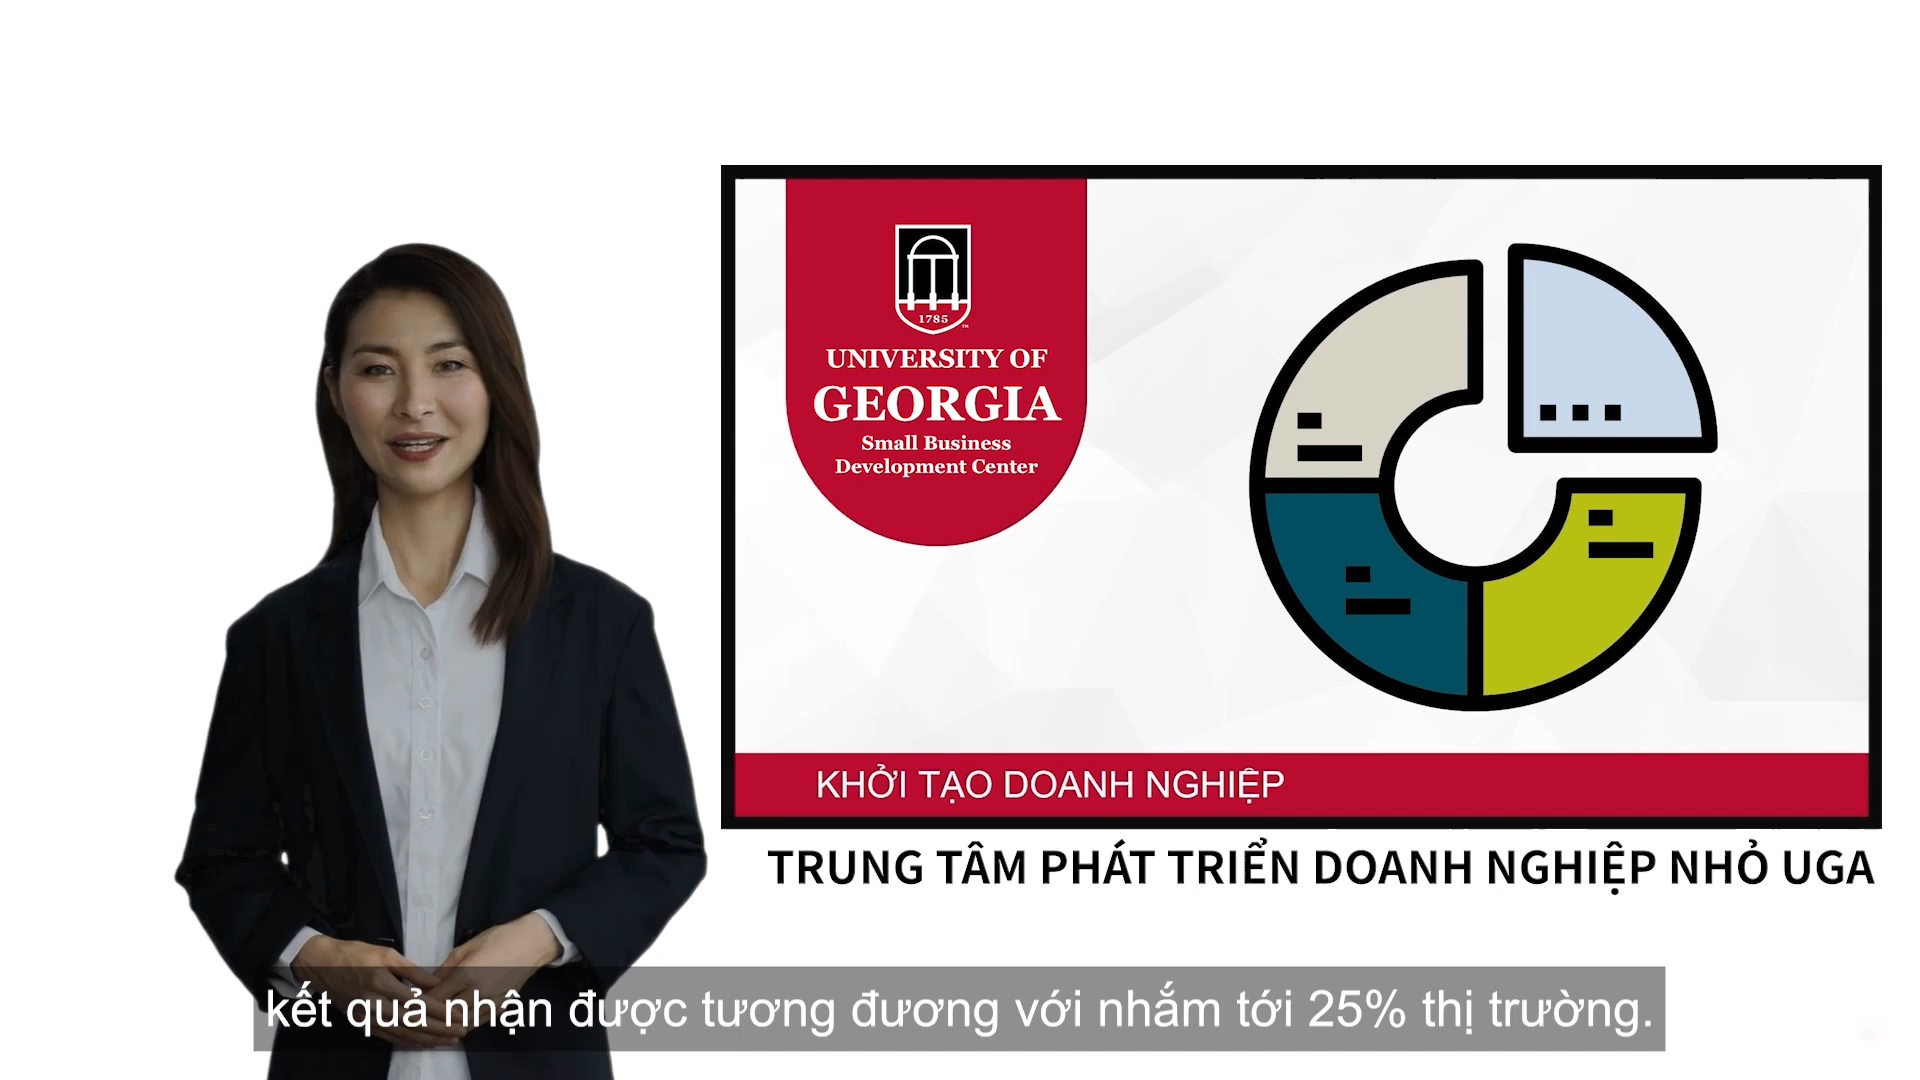 1785
UNIVERSITY OF
GEORGIA
Small Business
Development Center
KHỞI TẠO DOANH NGHIỆP
TRUNG TÂM PHÁT TRIỂN DOANH NGHIỆP NHỎ UGA
kết quả nhận được tương đương với nhắm tới 25% thị trường.